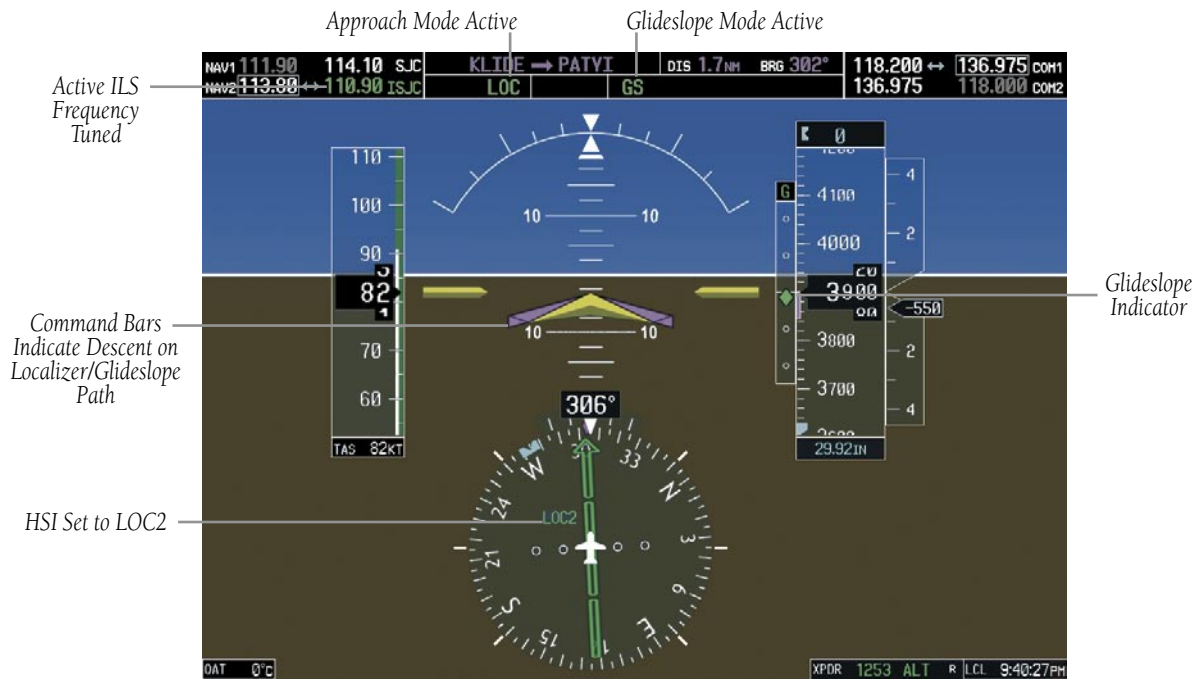 Approach Mode Active
Glideslope Mode Active
NAV1 111.90 114.10 SJC
NAV2 113.80 ↔ 110.90 ISJC
KLIDE → PATYI DIS 1.7NM BRG 302°
LOC GS
118.200 ↔ 136.975 COM1
136.975 118.000 COM2
Active ILS
Frequency
Tuned
110
100
90
82
3
1
70
60
TAS 82KT
10 10
10 10
0
G
4100
4000
20
3900
80
3800
3700
29.92IN
4
2
-550
2
4
Glideslope
Indicator
Command Bars
Indicate Descent on
Localizer/Glideslope
Path
306°
33
N
3
6
E
15
S
21
24
W
LOC2
HSI Set to LOC2
OAT 0°C
XPDR 1253 ALT R LCL 9:40:27PM